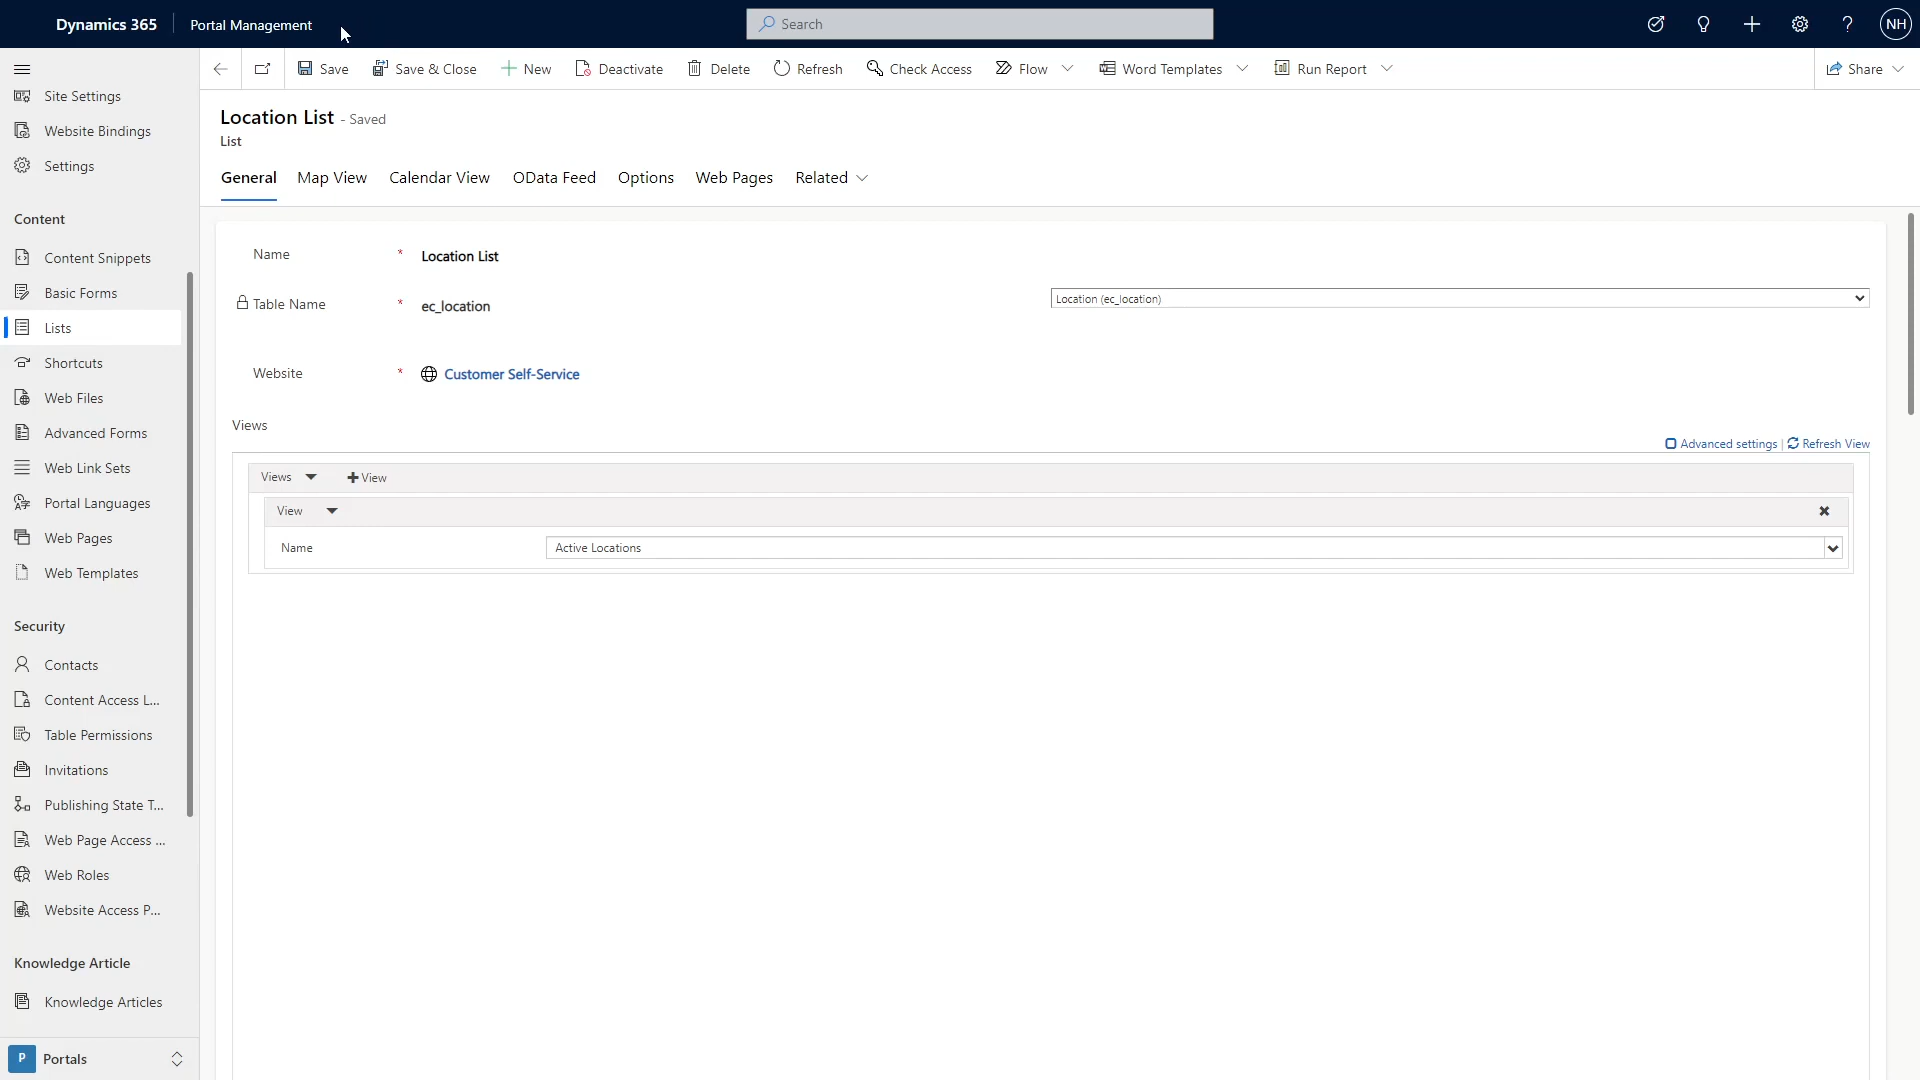 Dynamics 365 Portal Management Search NH
Save Save & Close New Deactivate Delete Refresh Check Access Flow Word Templates Run Report Share
Site Settings
Website Bindings
Settings
Content
Content Snippets
Basic Forms
Lists
Shortcuts
Web Files
Advanced Forms
Web Link Sets
Portal Languages
Web Pages
Web Templates
Security
Contacts
Content Access L...
Table Permissions
Invitations
Publishing State T...
Web Page Access ...
Web Roles
Website Access P...
Knowledge Article
Knowledge Articles
P Portals
Location List - Saved
List
General Map View Calendar View OData Feed Options Web Pages Related
Name * Location List
Table Name * ec_location Location (ec_location)
Website * Customer Self-Service
Views
Advanced settings | Refresh View
Views View
View
Name Active Locations